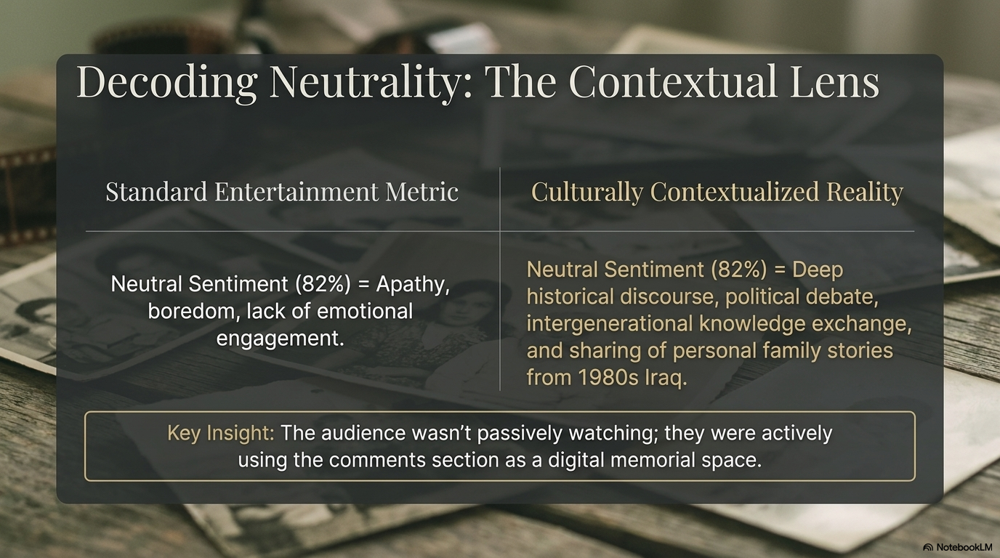 Decoding Neutrality: The Contextual Lens
Standard Entertainment Metric
Neutral Sentiment (82%) = Apathy,
boredom, lack of emotional
engagement.
Culturally Contextualized Reality
Neutral Sentiment (82%) = Deep
historical discourse, political debate,
intergenerational knowledge exchange,
and sharing of personal family stories
from 1980s Iraq.
Key Insight: The audience wasn’t passively watching; they were actively
using the comments section as a digital memorial space.
NotebookLM